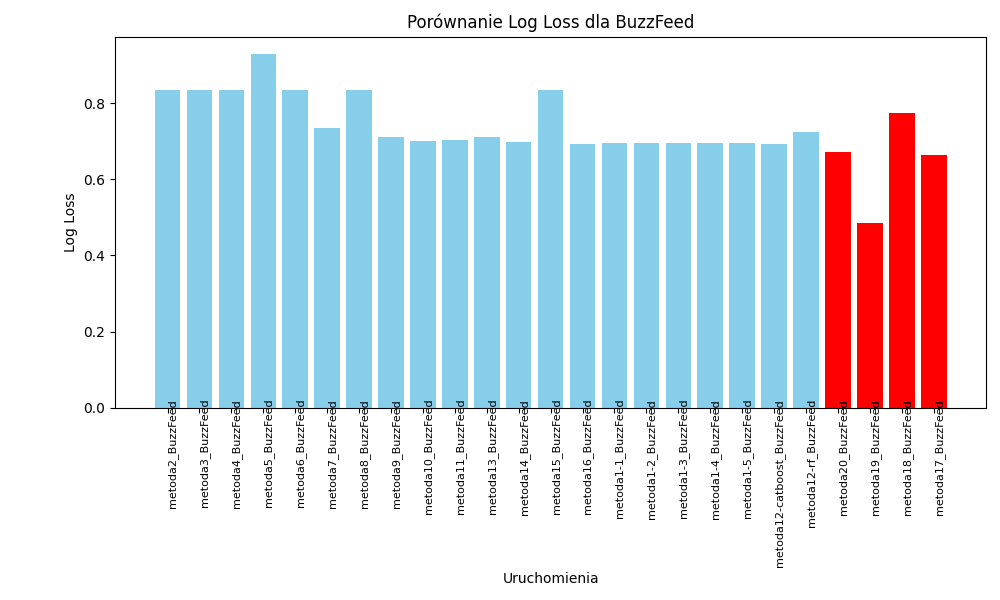 Porównanie Log Loss dla BuzzFeed
Log Loss
0.8
0.6
0.4
0.2
0.0
metoda2_BuzzFeed
metoda3_BuzzFeed
metoda4_BuzzFeed
metoda5_BuzzFeed
metoda6_BuzzFeed
metoda7_BuzzFeed
metoda8_BuzzFeed
metoda9_BuzzFeed
metoda10_BuzzFeed
metoda11_BuzzFeed
metoda13_BuzzFeed
metoda14_BuzzFeed
metoda15_BuzzFeed
metoda16_BuzzFeed
metoda1-1_BuzzFeed
metoda1-2_BuzzFeed
metoda1-3_BuzzFeed
metoda1-4_BuzzFeed
metoda1-5_BuzzFeed
metoda12-catboost_BuzzFeed
metoda12-rf_BuzzFeed
metoda20_BuzzFeed
metoda19_BuzzFeed
metoda18_BuzzFeed
metoda17_BuzzFeed
Uruchomienia